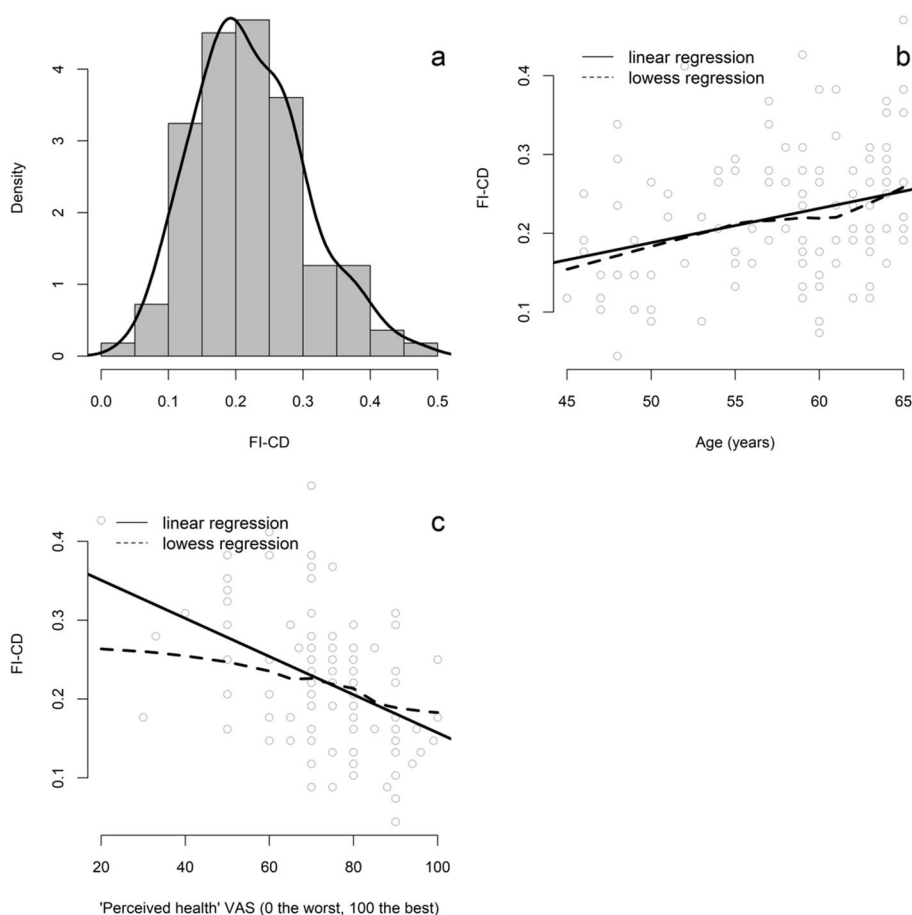 a
Density
0
1
2
3
4
0.0 0.1 0.2 0.3 0.4 0.5
FI-CD
b
linear regression
lowess regression
FI-CD
0.1
0.2
0.3
0.4
45 50 55 60 65
Age (years)
c
linear regression
lowess regression
FI-CD
0.1
0.2
0.3
0.4
20 40 60 80 100
'Perceived health' VAS (0 the worst, 100 the best)